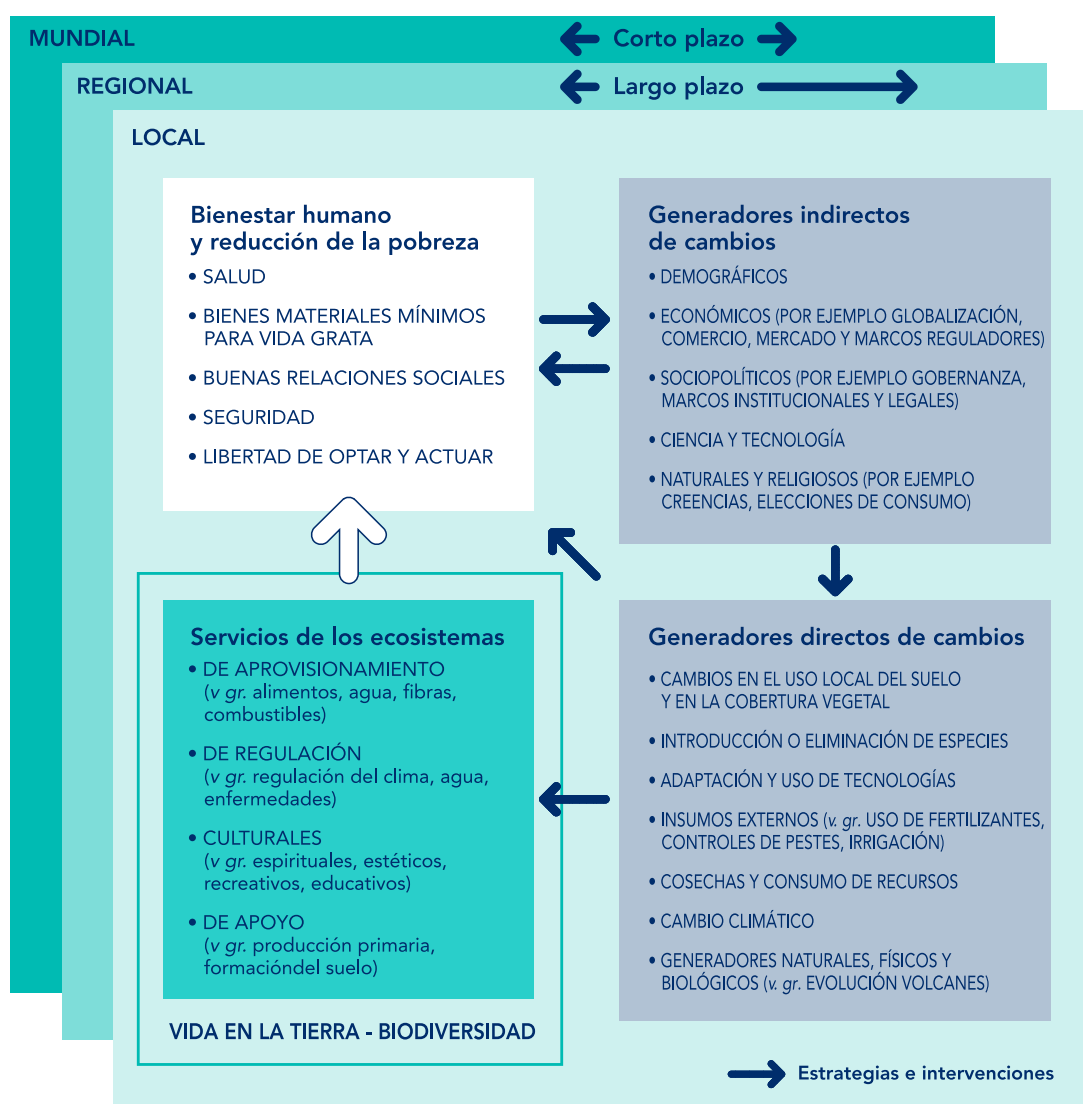 MUNDIAL
Corto plazo
REGIONAL
Largo plazo
LOCAL
Bienestar humano
y reducción de la pobreza
• SALUD
• BIENES MATERIALES MÍNIMOS
PARA VIDA GRATA
• BUENAS RELACIONES SOCIALES
• SEGURIDAD
• LIBERTAD DE OPTAR Y ACTUAR
Generadores indirectos
de cambios
• DEMOGRÁFICOS
• ECONÓMICOS (POR EJEMPLO GLOBALIZACIÓN,
COMERCIO, MERCADO Y MARCOS REGULADORES)
• SOCIOPOLÍTICOS (POR EJEMPLO GOBERNANZA,
MARCOS INSTITUCIONALES Y LEGALES)
• CIENCIA Y TECNOLOGÍA
• NATURALES Y RELIGIOSOS (POR EJEMPLO
CREENCIAS, ELECCIONES DE CONSUMO)
Servicios de los ecosistemas
• DE APROVISIONAMIENTO
(v gr. alimentos, agua, fibras,
combustibles)
• DE REGULACIÓN
(v gr. regulación del clima, agua,
enfermedades)
• CULTURALES
(v gr. espirituales, estéticos,
recreativos, educativos)
• DE APOYO
(v gr. producción primaria,
formacióndel suelo)
VIDA EN LA TIERRA - BIODIVERSIDAD
Generadores directos de cambios
• CAMBIOS EN EL USO LOCAL DEL SUELO
Y EN LA COBERTURA VEGETAL
• INTRODUCCIÓN O ELIMINACIÓN DE ESPECIES
• ADAPTACIÓN Y USO DE TECNOLOGÍAS
• INSUMOS EXTERNOS (v. gr. USO DE FERTILIZANTES,
CONTROLES DE PESTES, IRRIGACIÓN)
• COSECHAS Y CONSUMO DE RECURSOS
• CAMBIO CLIMÁTICO
• GENERADORES NATURALES, FÍSICOS Y
BIOLÓGICOS (v. gr. EVOLUCIÓN VOLCANES)
Estrategias e intervenciones